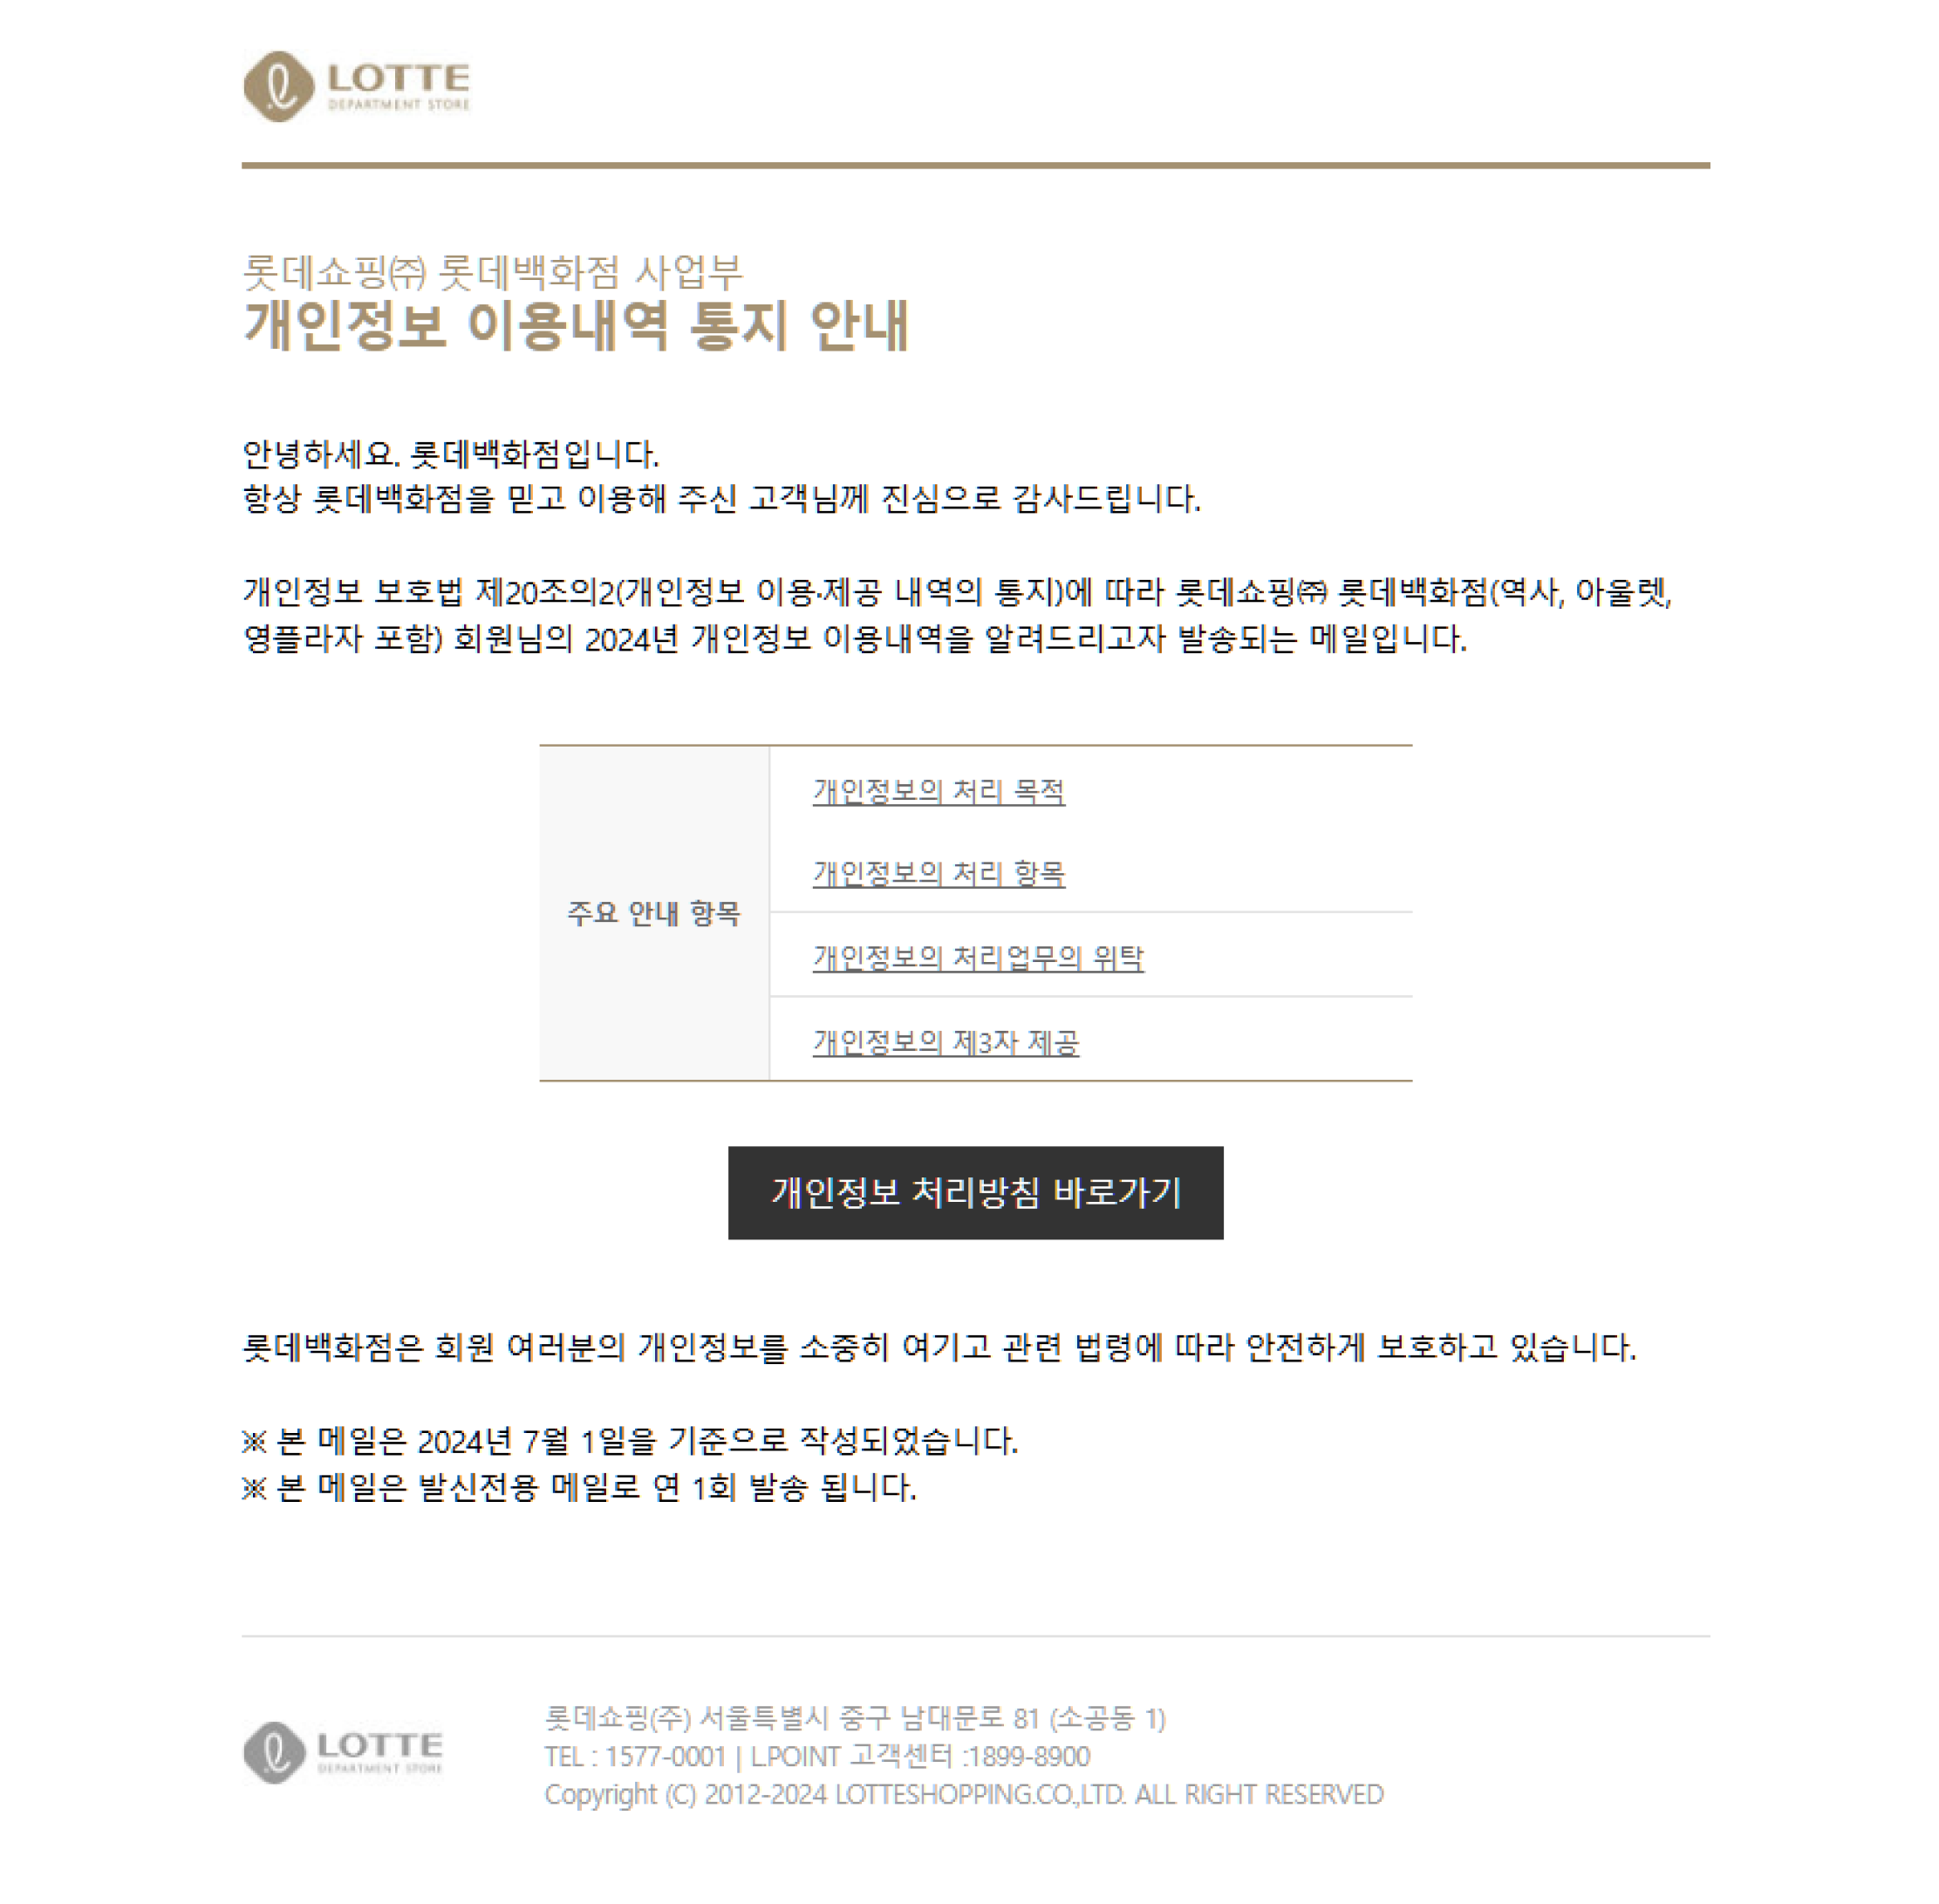 LOTTE
DEPARTMENT STORE
롯데쇼핑㈜ 롯데백화점 사업부
개인정보 이용내역 통지 안내
안녕하세요. 롯데백화점입니다.
항상 롯데백화점을 믿고 이용해 주신 고객님께 진심으로 감사드립니다.
개인정보 보호법 제20조의2(개인정보 이용·제공 내역의 통지)에 따라 롯데쇼핑㈜ 롯데백화점(역사, 아울렛,
영플라자 포함) 회원님의 2024년 개인정보 이용내역을 알려드리고자 발송되는 메일입니다.
주요 안내 항목
개인정보의 처리 목적
개인정보의 처리 항목
개인정보의 처리업무의 위탁
개인정보의 제3자 제공
개인정보 처리방침 바로가기
롯데백화점은 회원 여러분의 개인정보를 소중히 여기고 관련 법령에 따라 안전하게 보호하고 있습니다.
※ 본 메일은 2024년 7월 1일을 기준으로 작성되었습니다.
※ 본 메일은 발신전용 메일로 연 1회 발송 됩니다.
LOTTE
DEPARTMENT STORE
롯데쇼핑(주) 서울특별시 중구 남대문로 81 (소공동 1)
TEL : 1577-0001 | L.POINT 고객센터 :1899-8900
Copyright (C) 2012-2024 LOTTESHOPPING.CO.,LTD. ALL RIGHT RESERVED